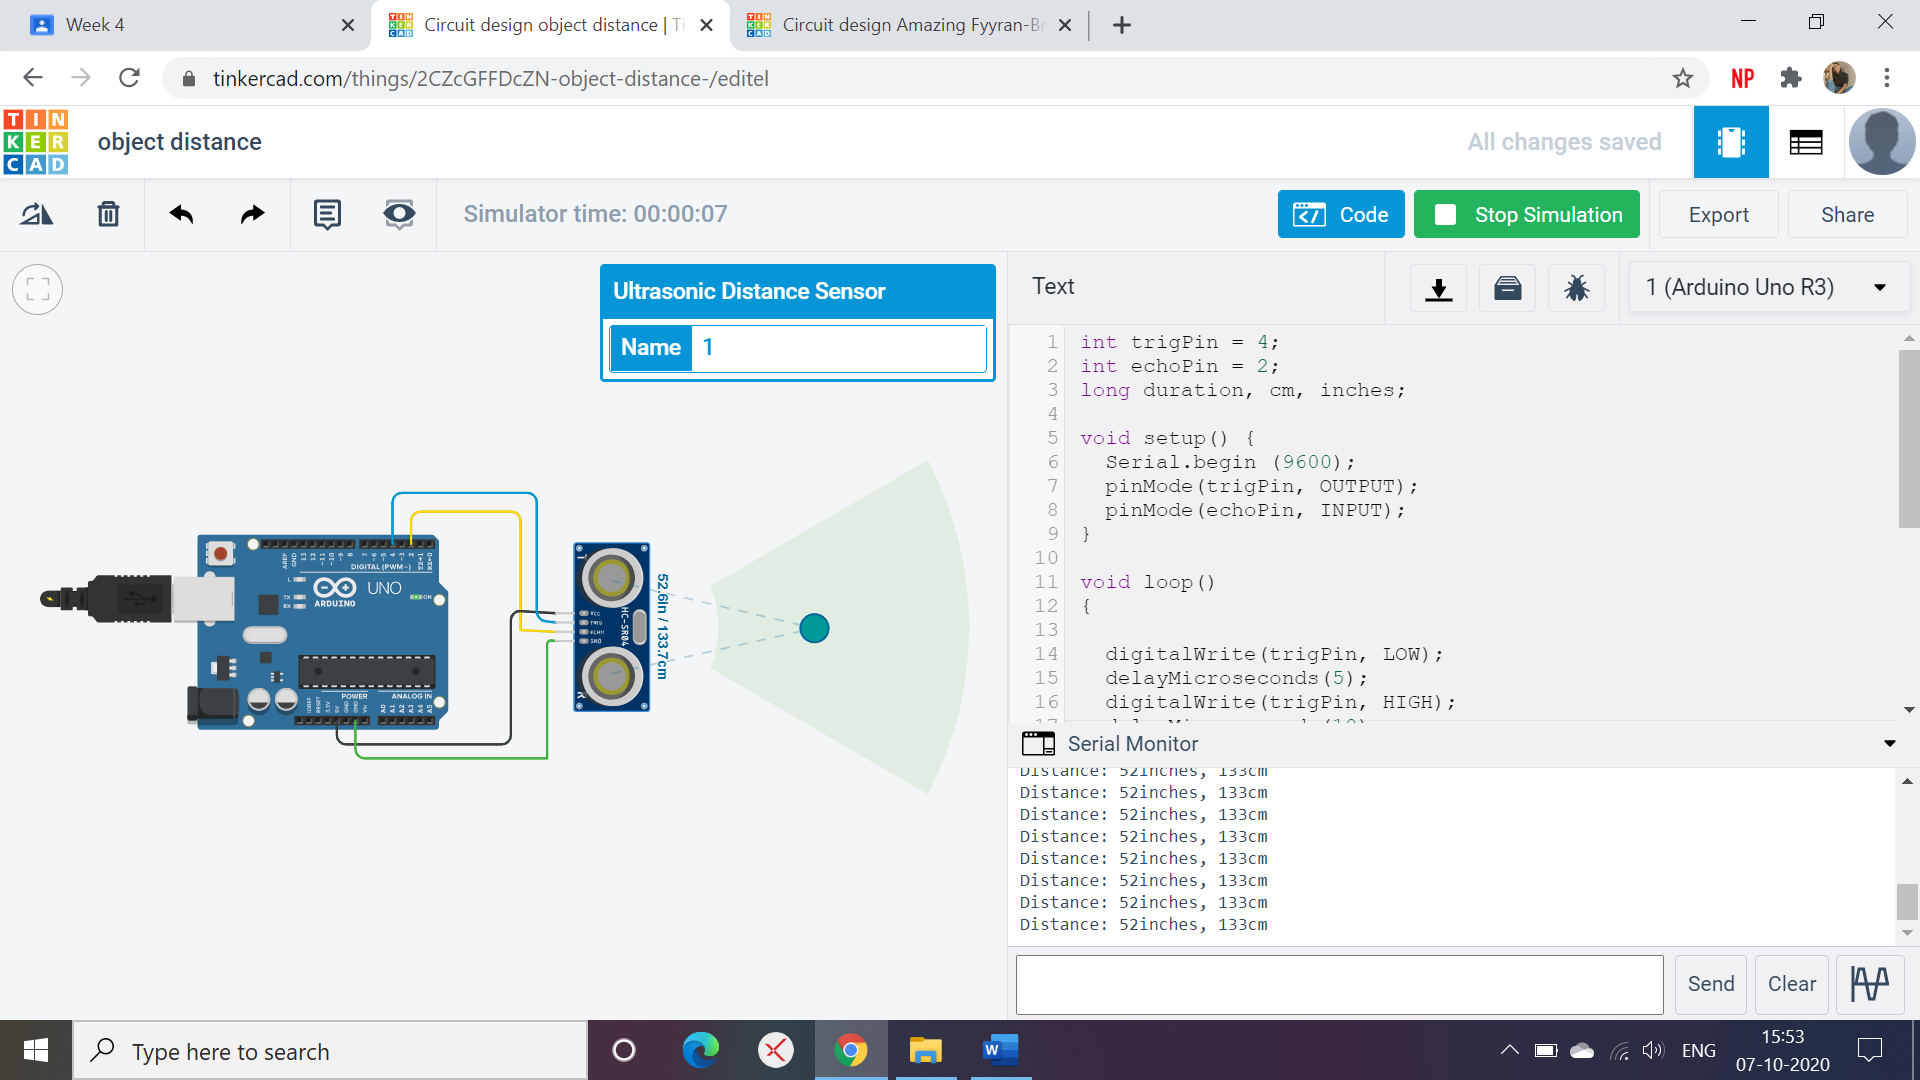 Week 4
Circuit design object distance | Ti
Circuit design Amazing Fyyran-Br
tinkercad.com/things/2CZcGFFDcZN-object-distance-/editel
NP
TIN
KER
CAD
object distance
All changes saved
Simulator time: 00:00:07
Code
Stop Simulation
Export
Share
Ultrasonic Distance Sensor
Name 1
Text
1 (Arduino Uno R3)
1 int trigPin = 4;
2 int echoPin = 2;
3 long duration, cm, inches;
4
5 void setup() {
6 Serial.begin (9600);
7 pinMode(trigPin, OUTPUT);
8 pinMode(echoPin, INPUT);
9 }
10
11 void loop()
12 {
13
14 digitalWrite(trigPin, LOW);
15 delayMicroseconds(5);
16 digitalWrite(trigPin, HIGH);
DIGITAL (PWM~)
UNO
ARDUINO
TX
RX
ON
POWER
ANALOG IN
HC-SR04
VCC
TRIG
ECHO
GND
52.6in / 133.7cm
Serial Monitor
Distance: 52inches, 133cm
Distance: 52inches, 133cm
Distance: 52inches, 133cm
Distance: 52inches, 133cm
Distance: 52inches, 133cm
Distance: 52inches, 133cm
Distance: 52inches, 133cm
Distance: 52inches, 133cm
Send
Clear
Type here to search
ENG
15:53
07-10-2020